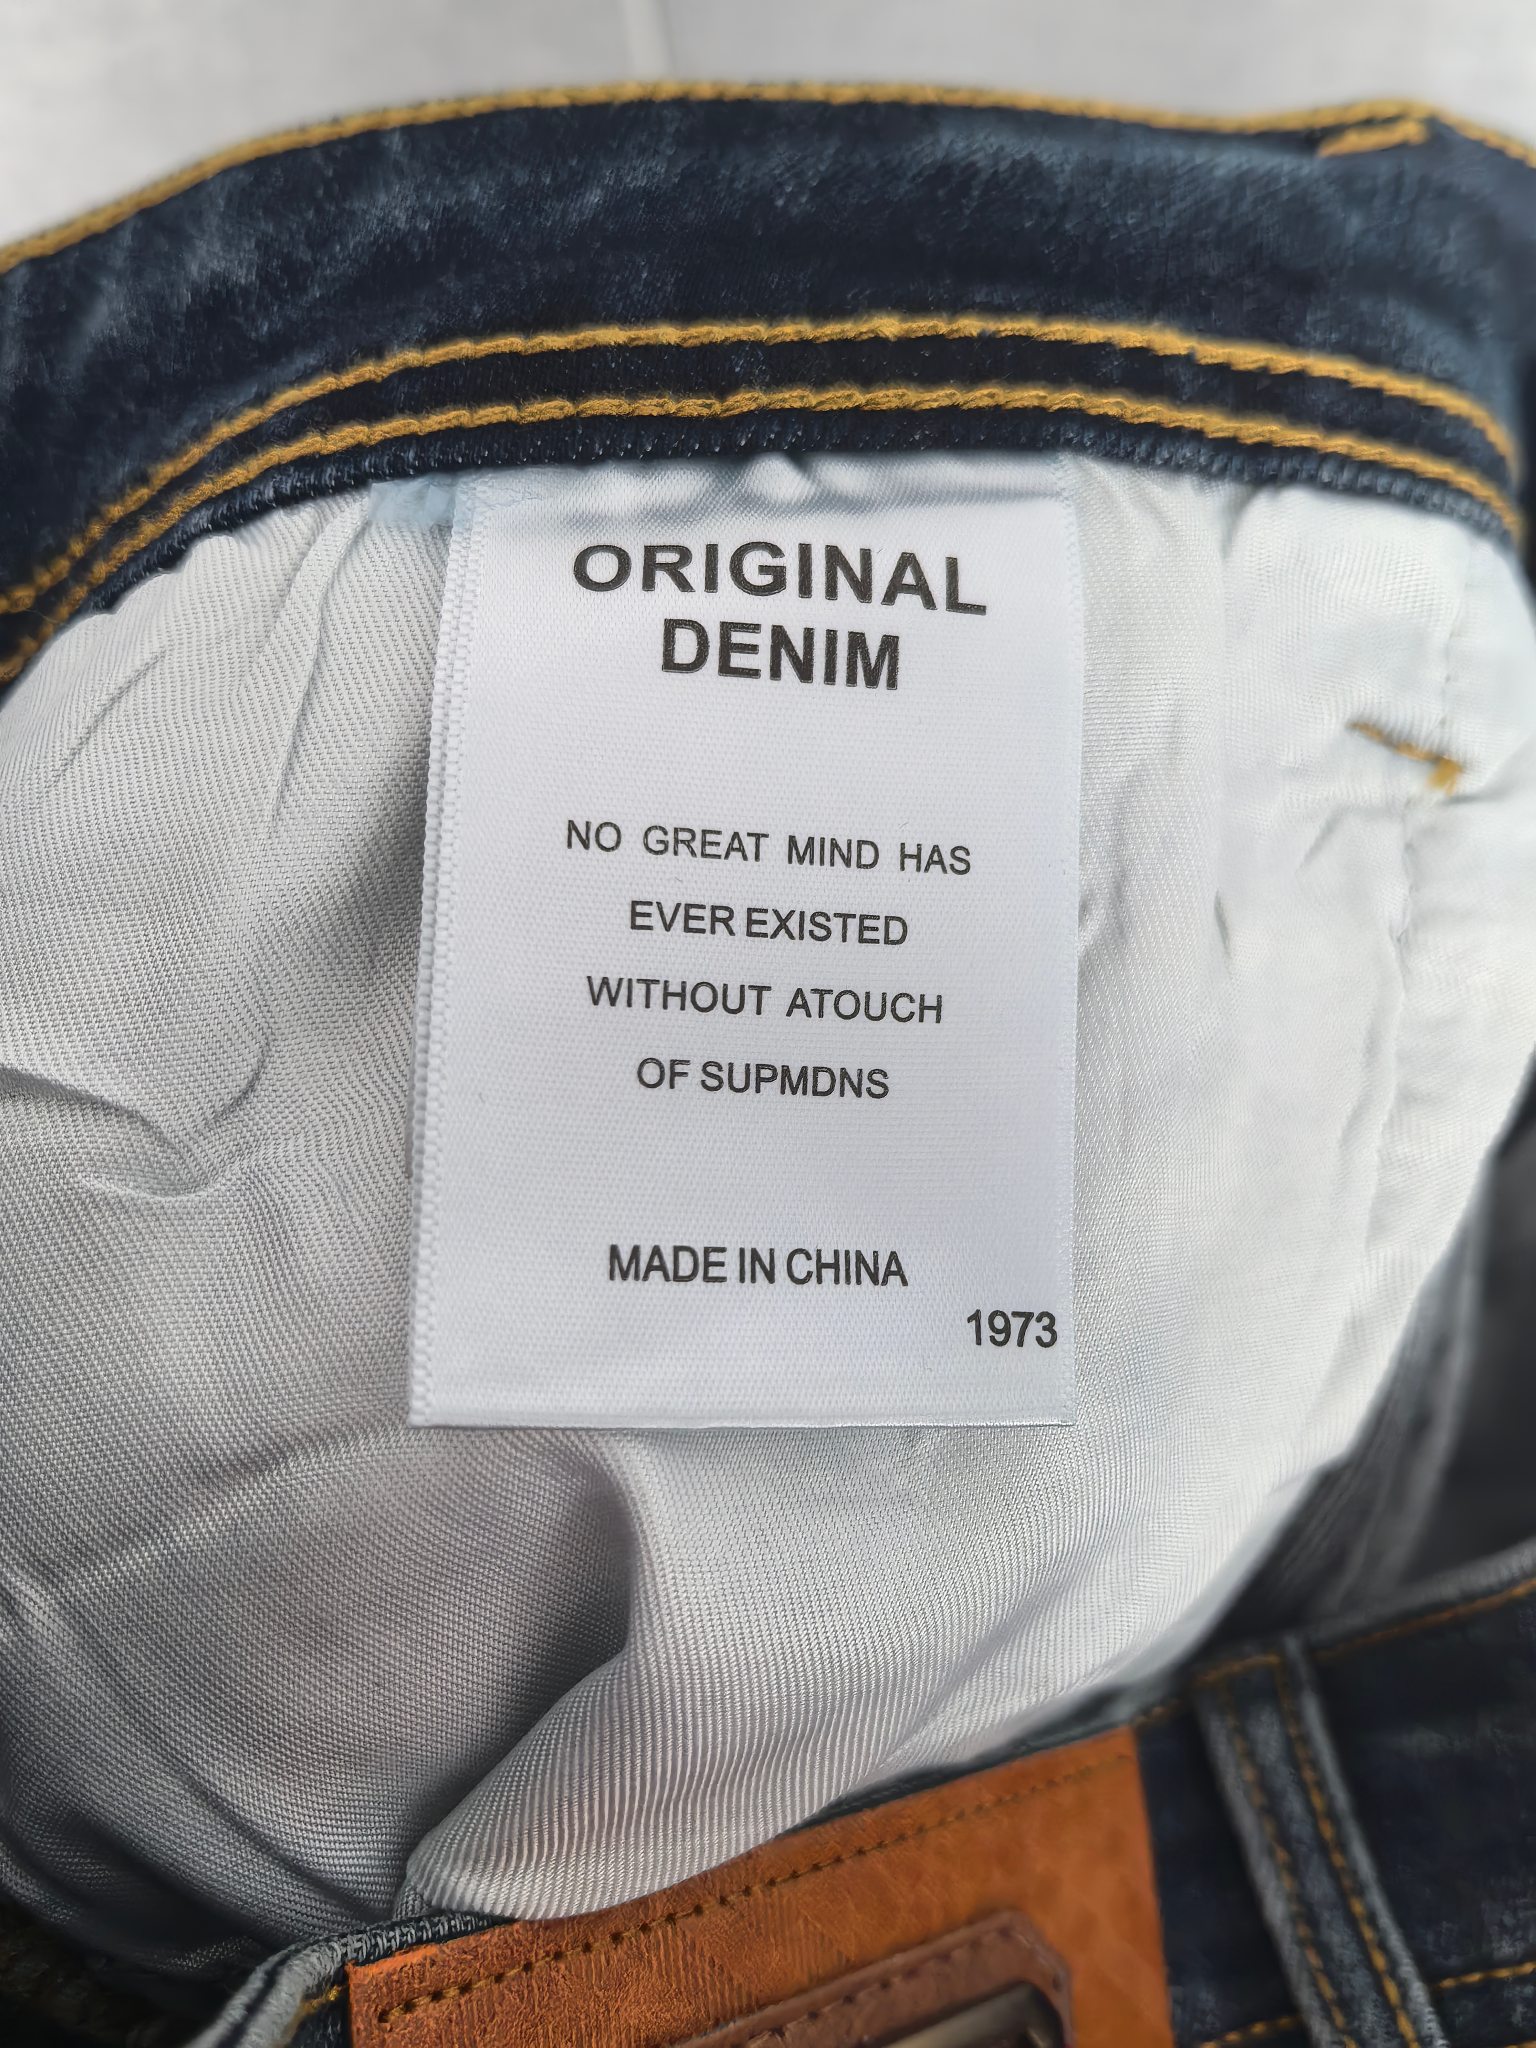 ORIGINAL
DENIM
NO GREAT MIND HAS
EVER EXISTED
WITHOUT ATOUCH
OF SUPMDNS
MADE IN CHINA
1973